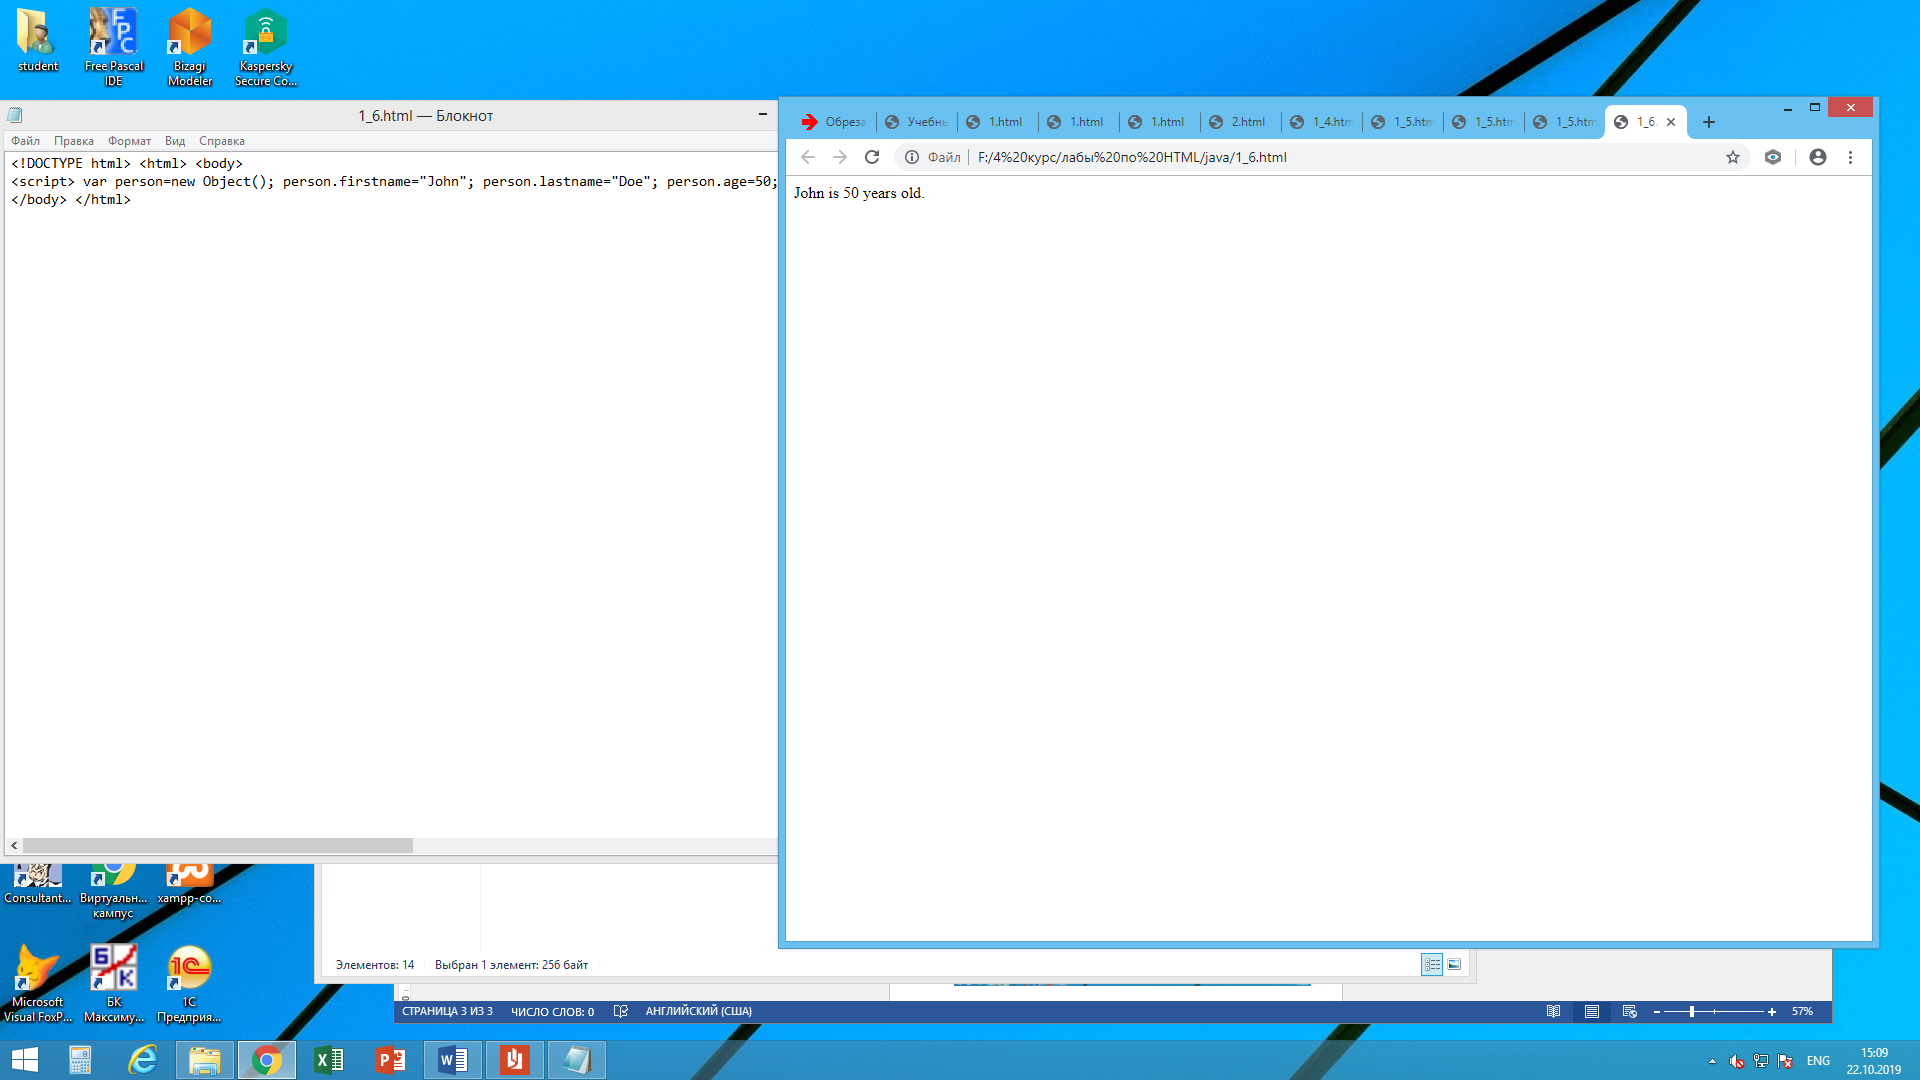 student
Free Pascal
IDE
Bizagi
Modeler
Kaspersky
Secure Co...
1_6.html — Блокнот
Файл Правка Формат Вид Справка
<!DOCTYPE html> <html> <body>
<script> var person=new Object(); person.firstname="John"; person.lastname="Doe"; person.age=50;
</body> </html>
Обреза Учебнь 1.html 1.html 1.html 2.html 1_4.htm 1_5.htm 1_5.htm 1_5.htm 1_6.
Файл F:/4%20курс/лабы%20по%20HTML/java/1_6.html
John is 50 years old.
Consultant...
Виртуальн...
кампус
xampp-co...
Microsoft
Visual FoxP...
БК
Максиму...
1С
Предприя...
Элементов: 14 Выбран 1 элемент: 256 байт
СТРАНИЦА 3 ИЗ 3 ЧИСЛО СЛОВ: 0 АНГЛИЙСКИЙ (США) 57%
ENG
15:09
22.10.2019